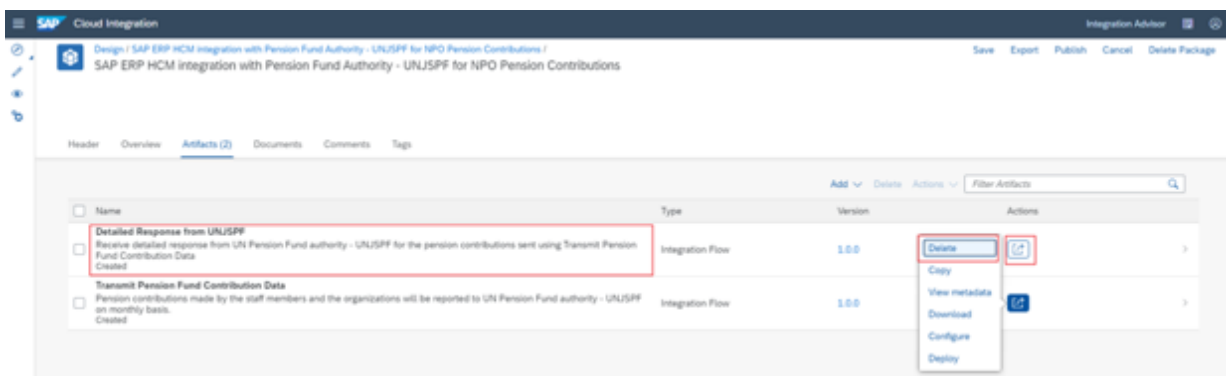 SAP Cloud Integration
Integration Advisor
Design / SAP ERP HCM integration with Pension Fund Authority - UNJSPF for NPO Pension Contributions /
Save Export Publish Cancel Delete Package
SAP ERP HCM integration with Pension Fund Authority - UNJSPF for NPO Pension Contributions
Header Overview Artifacts (2) Documents Comments Tags
Add Delete Actions Filter Artifacts
Name Type Version Actions
Detailed Response from UNJSPF
Receive detailed response from UN Pension Fund authority - UNJSPF for the pension contributions sent using Transmit Pension
Fund Contribution Data
Created
Integration Flow 1.0.0
Transmit Pension Fund Contribution Data
Pension contributions made by the staff members and the organizations will be reported to UN Pension Fund authority - UNJSPF
on monthly basis.
Created
Integration Flow 1.0.0
Delete
Copy
View metadata
Download
Configure
Deploy